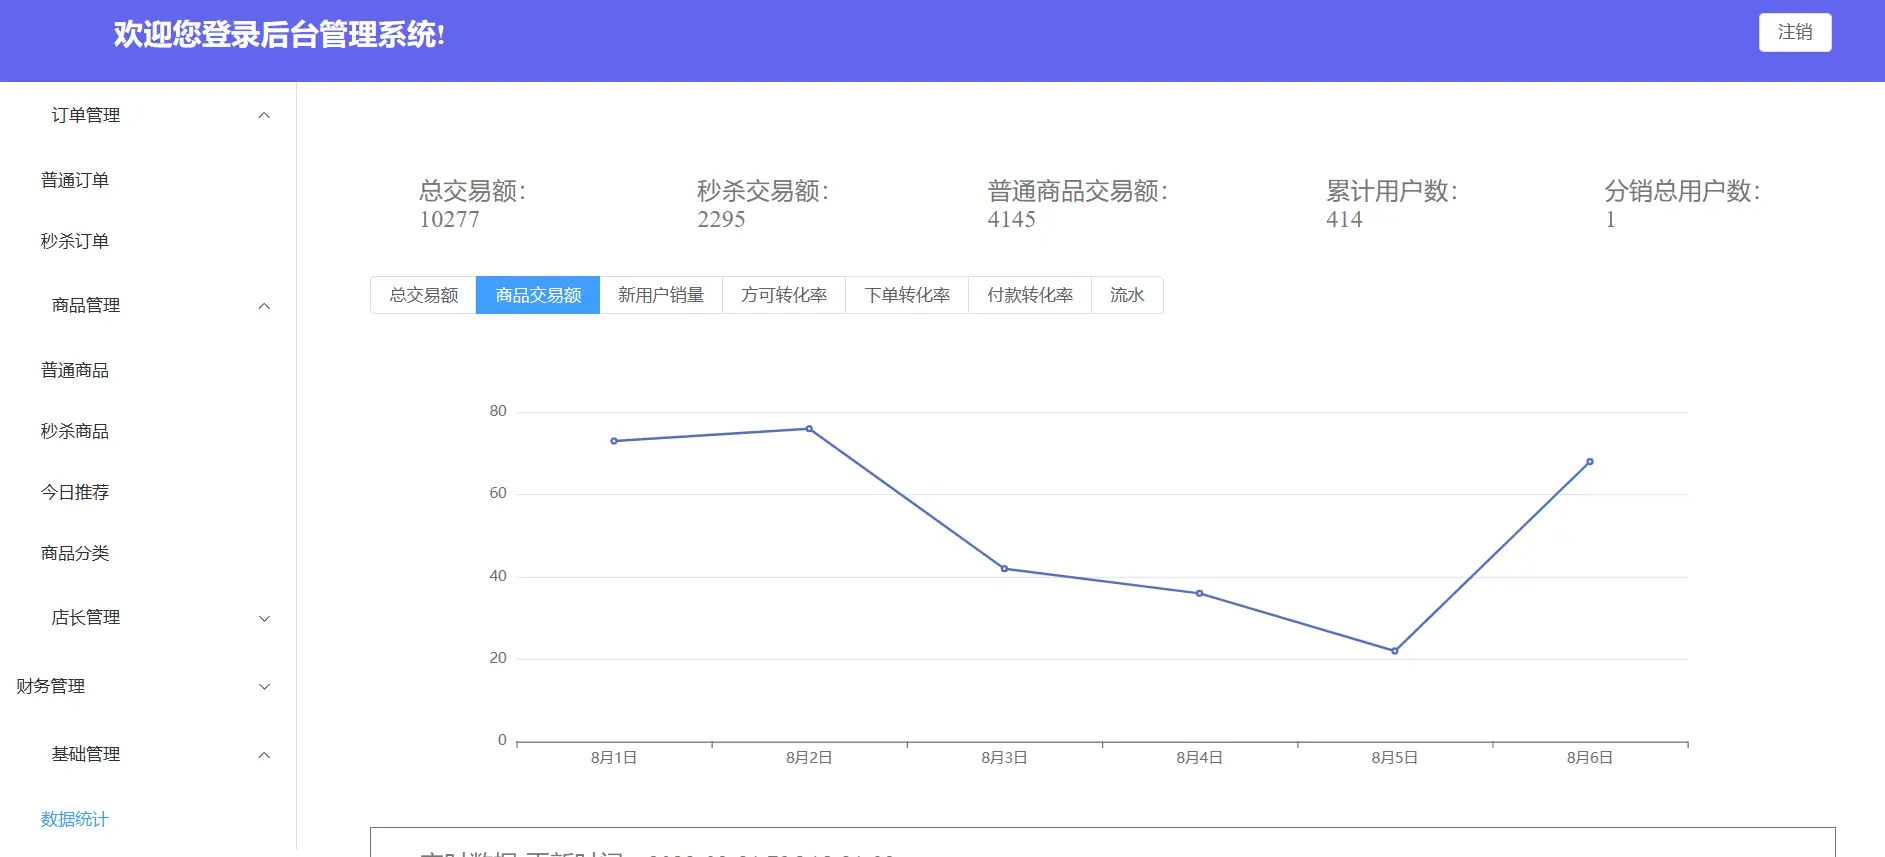 欢迎您登录后台管理系统!
注销
订单管理
普通订单
秒杀订单
商品管理
普通商品
秒杀商品
今日推荐
商品分类
店长管理
财务管理
基础管理
数据统计
总交易额：
10277
秒杀交易额：
2295
普通商品交易额：
4145
累计用户数：
414
分销总用户数：
1
总交易额 商品交易额 新用户销量 方可转化率 下单转化率 付款转化率 流水
80
60
40
20
0
8月1日 8月2日 8月3日 8月4日 8月5日 8月6日